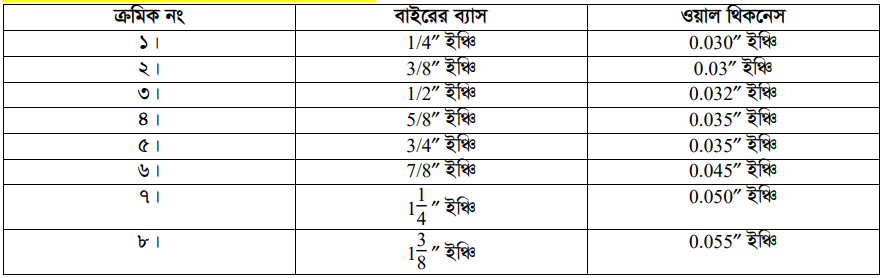 ক্রমিক নং বাইরের ব্যাস ওয়াল থিকনেস
১। 1/4″ ইঞ্চি 0.030″ ইঞ্চি
২। 3/8″ ইঞ্চি 0.03″ ইঞ্চি
৩। 1/2″ ইঞ্চি 0.032″ ইঞ্চি
৪। 5/8″ ইঞ্চি 0.035″ ইঞ্চি
৫। 3/4″ ইঞ্চি 0.035″ ইঞ্চি
৬। 7/8″ ইঞ্চি 0.045″ ইঞ্চি
৭। 1 1/4 ″ ইঞ্চি 0.050″ ইঞ্চি
৮। 1 3/8 ″ ইঞ্চি 0.055″ ইঞ্চি